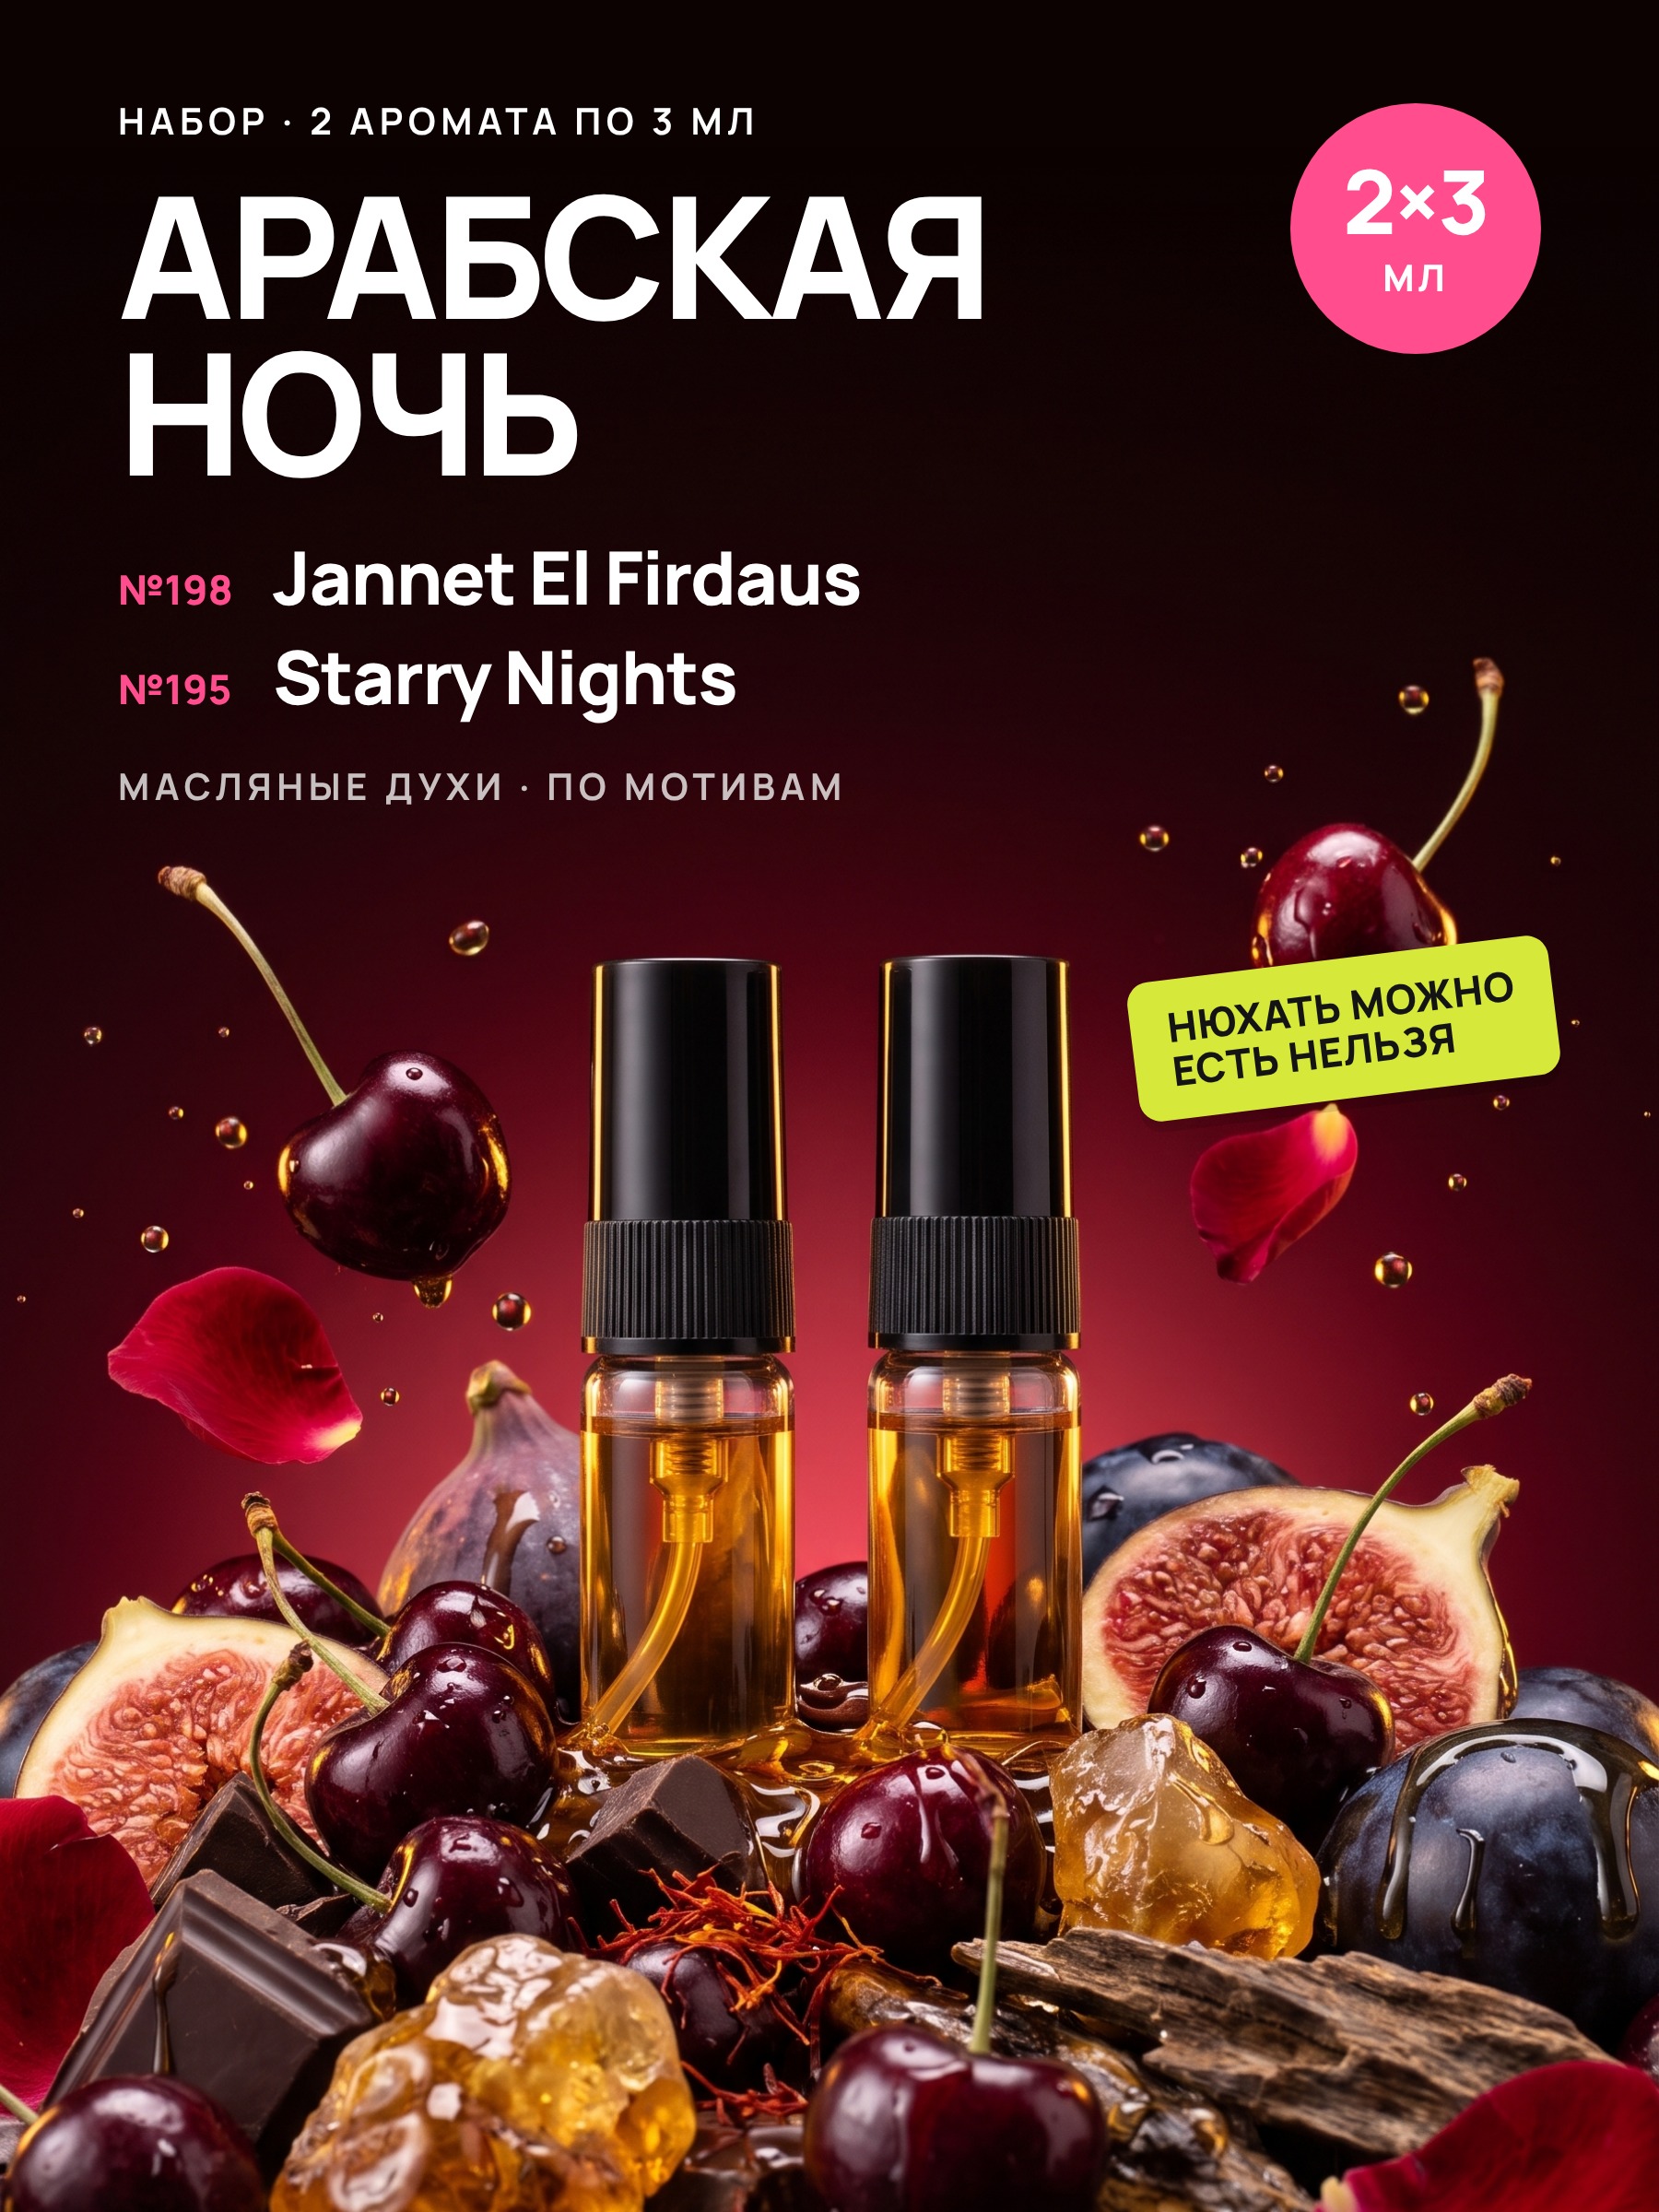 НАБОР · 2 АРОМАТА ПО 3 МЛ
АРАБСКАЯ
НОЧЬ
2×3
МЛ
№198 Jannet El Firdaus
№195 Starry Nights
МАСЛЯНЫЕ ДУХИ · ПО МОТИВАМ
НЮХАТЬ МОЖНО
ЕСТЬ НЕЛЬЗЯ